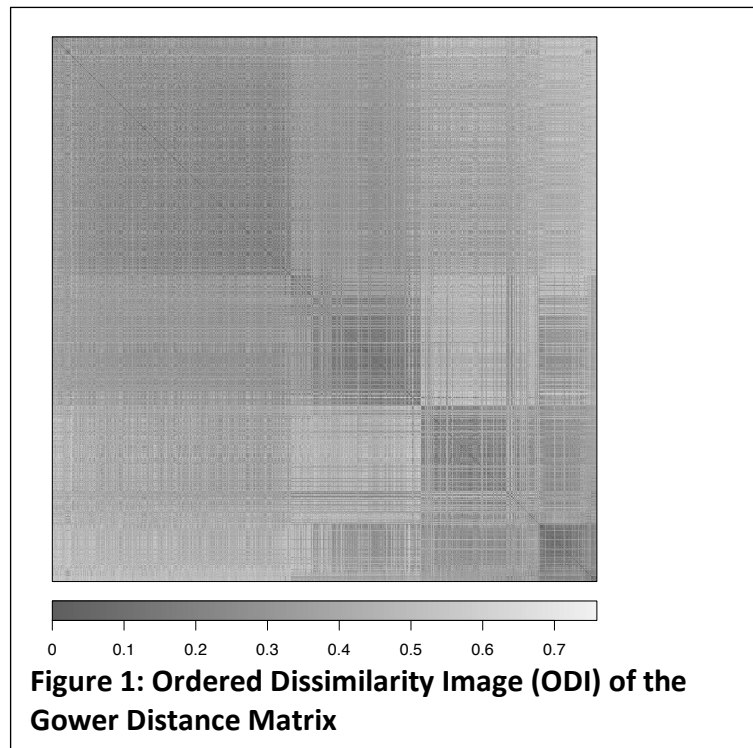 0 0.1 0.2 0.3 0.4 0.5 0.6 0.7
Figure 1: Ordered Dissimilarity Image (ODI) of the
Gower Distance Matrix